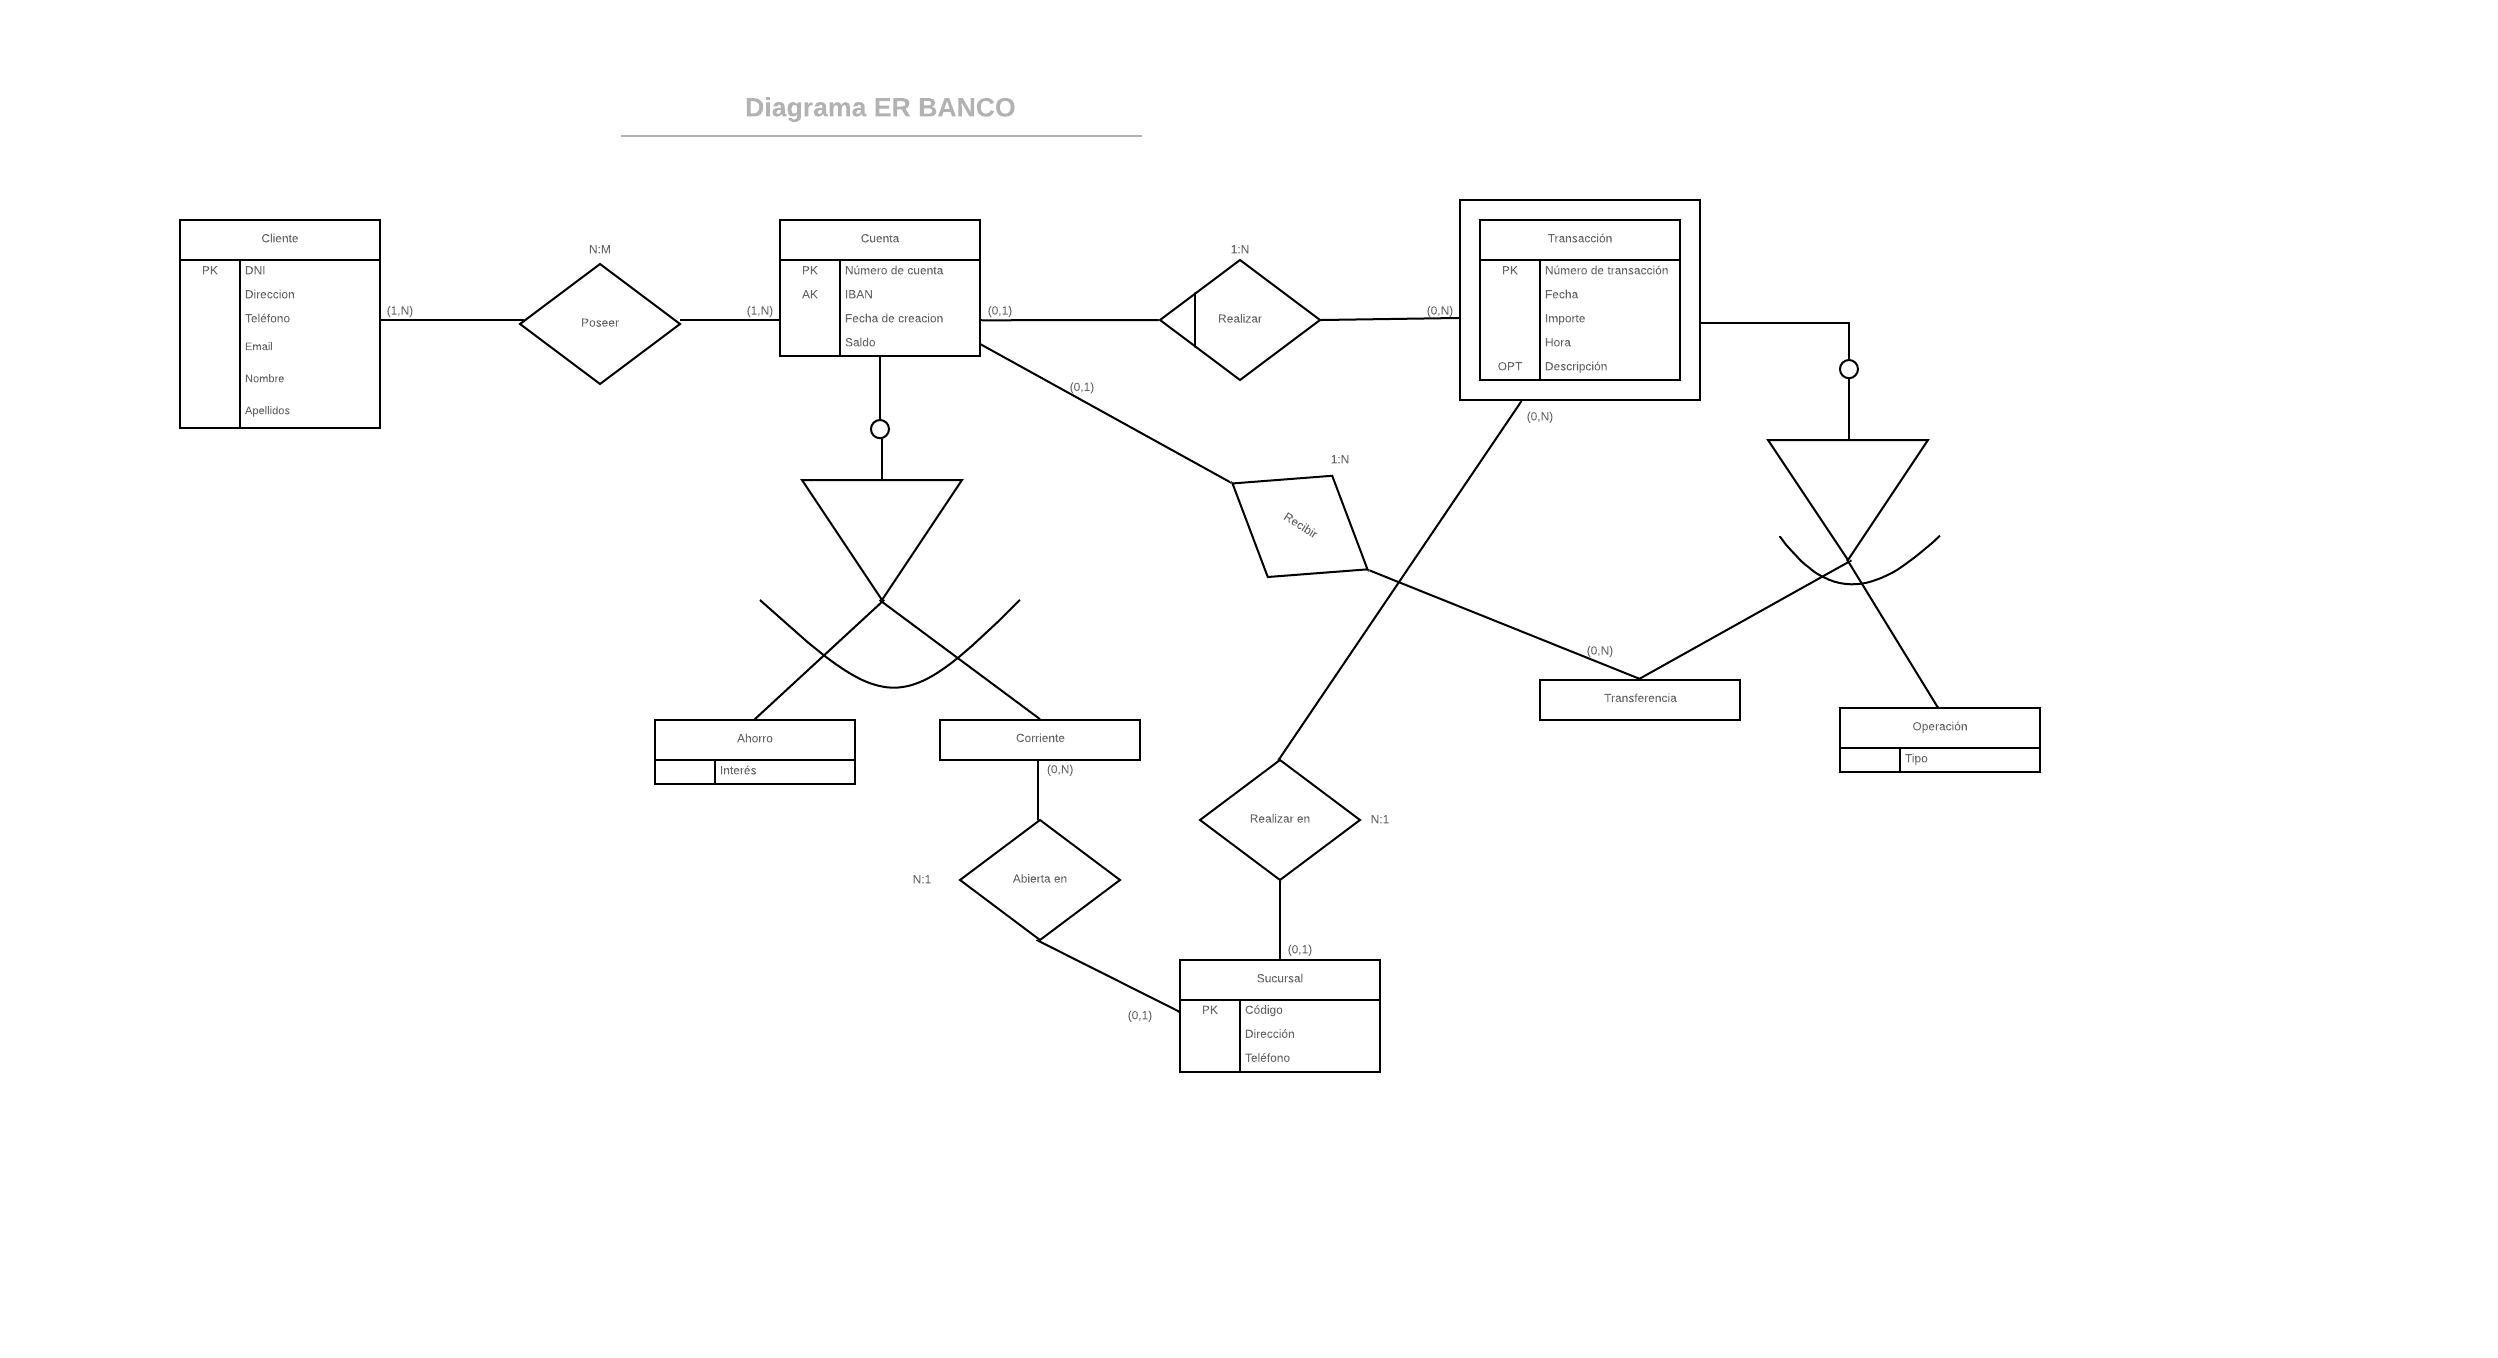 Diagrama ER BANCO
Cliente
PK DNI
Direccion
Teléfono
Email
Nombre
Apellidos
(1,N)
N:M
Poseer
(1,N)
Cuenta
PK Número de cuenta
AK IBAN
Fecha de creacion
Saldo
(0,1)
1:N
Realizar
(0,N)
Transacción
PK Número de transacción
Fecha
Importe
Hora
OPT Descripción
(0,1)
(0,N)
1:N
Recibir
(0,N)
Transferencia
Operación
Tipo
Ahorro
Interés
Corriente
(0,N)
Realizar en
N:1
N:1
Abierta en
(0,1)
(0,1)
Sucursal
PK Código
Dirección
Teléfono